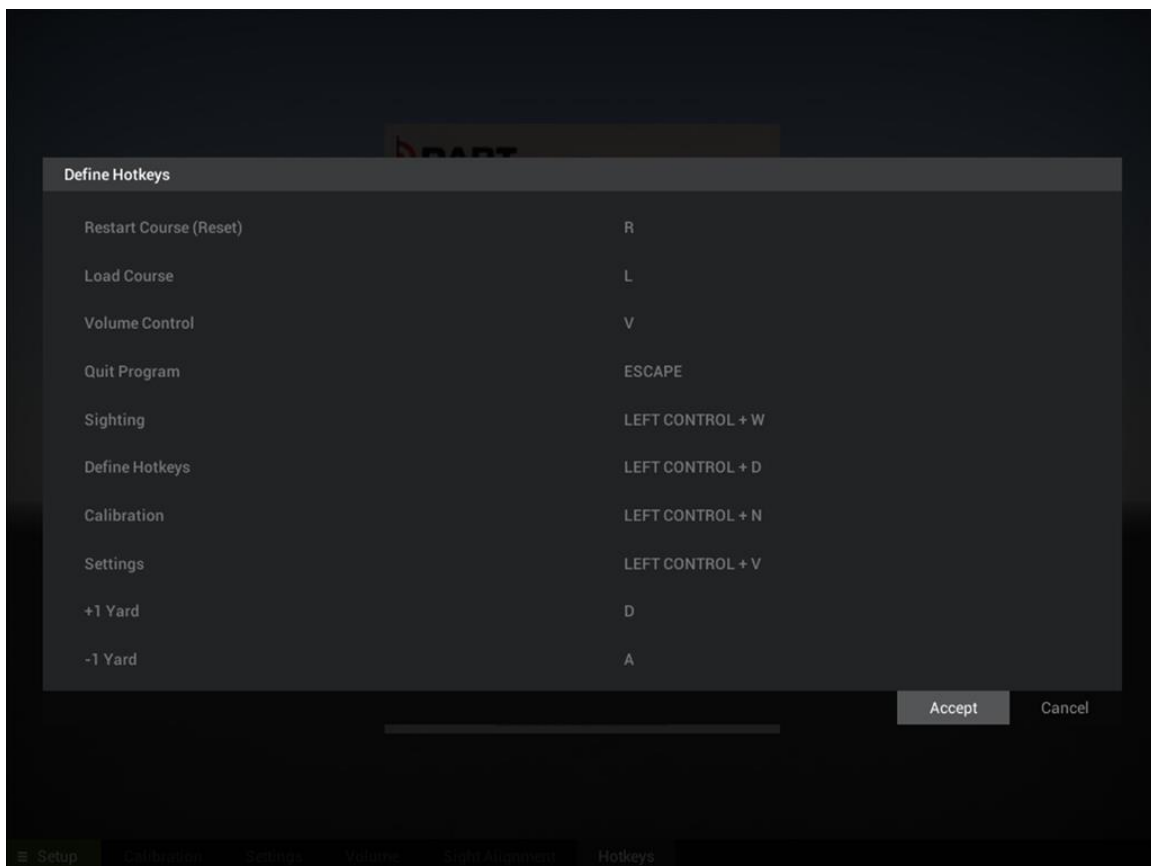 DART
Define Hotkeys
Restart Course (Reset) R
Load Course L
Volume Control V
Quit Program ESCAPE
Sighting LEFT CONTROL + W
Define Hotkeys LEFT CONTROL + D
Calibration LEFT CONTROL + N
Settings LEFT CONTROL + V
+1 Yard D
-1 Yard A
Accept Cancel
Setup Calibration Settings Volume Sight Alignment Hotkeys